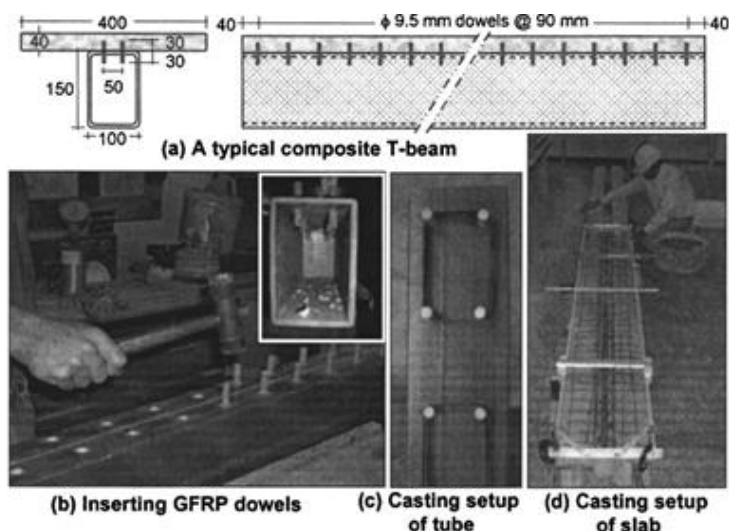 400
40
ϕ 9.5 mm dowels @ 90 mm
40
40
30
30
150
50
100
(a) A typical composite T-beam
(b) Inserting GFRP dowels
(c) Casting setup
of tube
(d) Casting setup
of slab